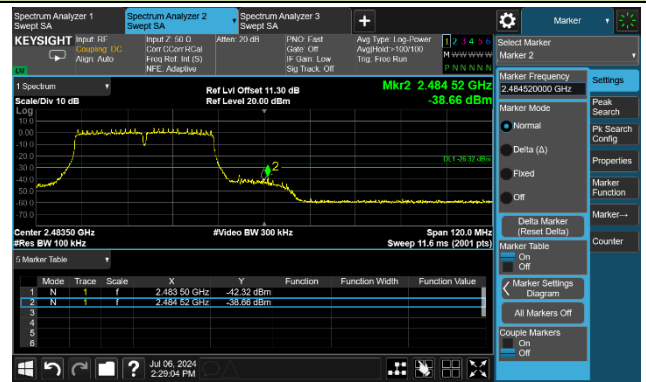 Spectrum Analyzer 1
Swept SA
Spectrum Analyzer 2
Swept SA
Spectrum Analyzer 3
Swept SA
+
Marker
KEYSIGHT
Input: RF
Coupling: DC
Align: Auto
Input Z: 50 Ω
Corr CCorr RCal
Freq Ref: Int (S)
NFE: Adaptive
Atten: 20 dB
PNO: Fast
Gate: Off
IF Gain: Low
Sig Track: Off
Avg Type: Log-Power
Avg|Hold:>100/100
Trig: Free Run
1 2 3 4 5 6
M W W W W W
P N N N N N
LW
Select Marker
Marker 2
1 Spectrum
Scale/Div 10 dB
Log
Ref Lvl Offset 11.30 dB
Ref Level 20.00 dBm
Mkr2 2.484 52 GHz
-38.66 dBm
10.0
0.00
-10.0
-20.0
-30.0
-40.0
-50.0
-60.0
-70.0
2
DL1 -26.32 dBm
Center 2.48350 GHz
#Res BW 100 kHz
#Video BW 300 kHz
Span 120.0 MHz
Sweep 11.6 ms (2001 pts)
5 Marker Table
Mode Trace Scale X Y Function Function Width Function Value
1 N 1 f 2.483 50 GHz -42.32 dBm
2 N 1 f 2.484 52 GHz -38.66 dBm
3
4
5
6
Marker Frequency
2.484520000 GHz
Marker Mode
Normal
Delta (Δ)
Fixed
Off
Delta Marker
(Reset Delta)
Marker Table
On
Off
Marker Settings
Diagram
All Markers Off
Couple Markers
On
Off
Settings
Peak
Search
Pk Search
Config
Properties
Marker
Function
Marker→
Counter
?
Jul 06, 2024
2:29:04 PM